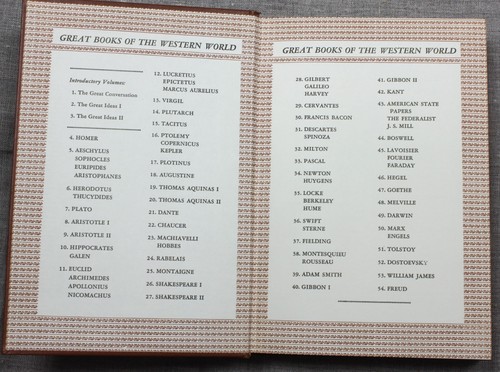 GREAT BOOKS OF THE WESTERN WORLD
Introductory Volumes:
1. The Great Conversation
2. The Great Ideas I
3. The Great Ideas II
4. HOMER
5. AESCHYLUS
SOPHOCLES
EURIPIDES
ARISTOPHANES
6. HERODOTUS
THUCYDIDES
7. PLATO
8. ARISTOTLE I
9. ARISTOTLE II
10. HIPPOCRATES
GALEN
11. EUCLID
ARCHIMEDES
APOLLONIUS
NICOMACHUS
12. LUCRETIUS
EPICTETUS
MARCUS AURELIUS
13. VIRGIL
14. PLUTARCH
15. TACITUS
16. PTOLEMY
COPERNICUS
KEPLER
17. PLOTINUS
18. AUGUSTINE
19. THOMAS AQUINAS I
20. THOMAS AQUINAS II
21. DANTE
22. CHAUCER
23. MACHIAVELLI
HOBBES
24. RABELAIS
25. MONTAIGNE
26. SHAKESPEARE I
27. SHAKESPEARE II
GREAT BOOKS OF THE WESTERN WORLD
28. GILBERT
GALILEO
HARVEY
29. CERVANTES
30. FRANCIS BACON
31. DESCARTES
SPINOZA
32. MILTON
33. PASCAL
34. NEWTON
HUYGENS
35. LOCKE
BERKELEY
HUME
36. SWIFT
STERNE
37. FIELDING
38. MONTESQUIEU
ROUSSEAU
39. ADAM SMITH
40. GIBBON I
41. GIBBON II
42. KANT
43. AMERICAN STATE
PAPERS
THE FEDERALIST
J. S. MILL
44. BOSWELL
45. LAVOISIER
FOURIER
FARADAY
46. HEGEL
47. GOETHE
48. MELVILLE
49. DARWIN
50. MARX
ENGELS
51. TOLSTOY
52. DOSTOEVSKY
53. WILLIAM JAMES
54. FREUD